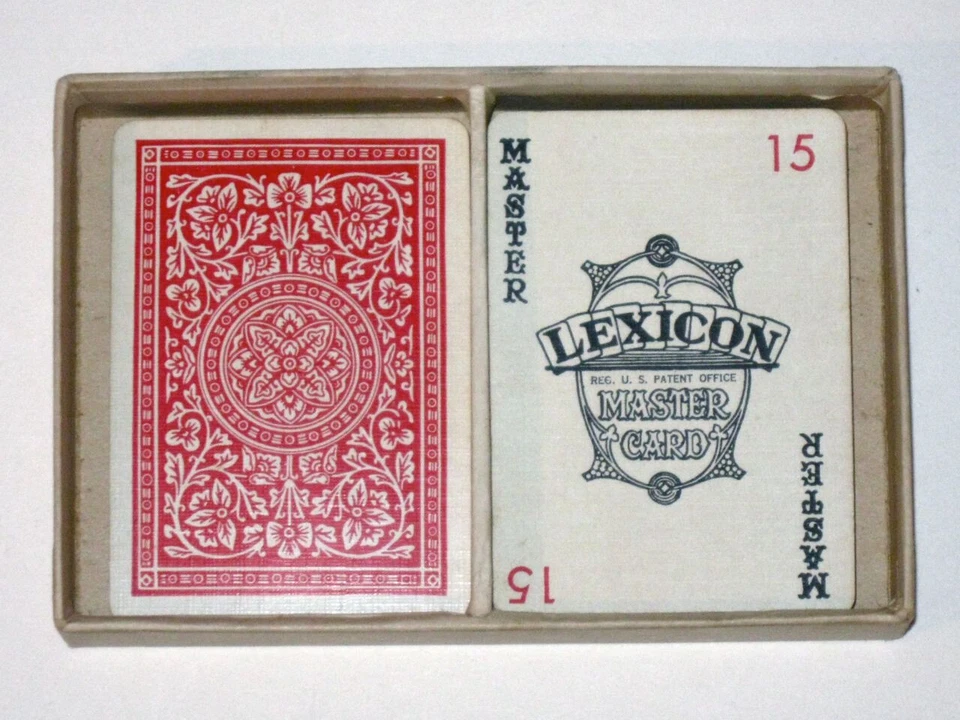 MASTER
15
LEXICON
REG. U. S. PATENT OFFICE
MASTER
CARD
MASTER
15